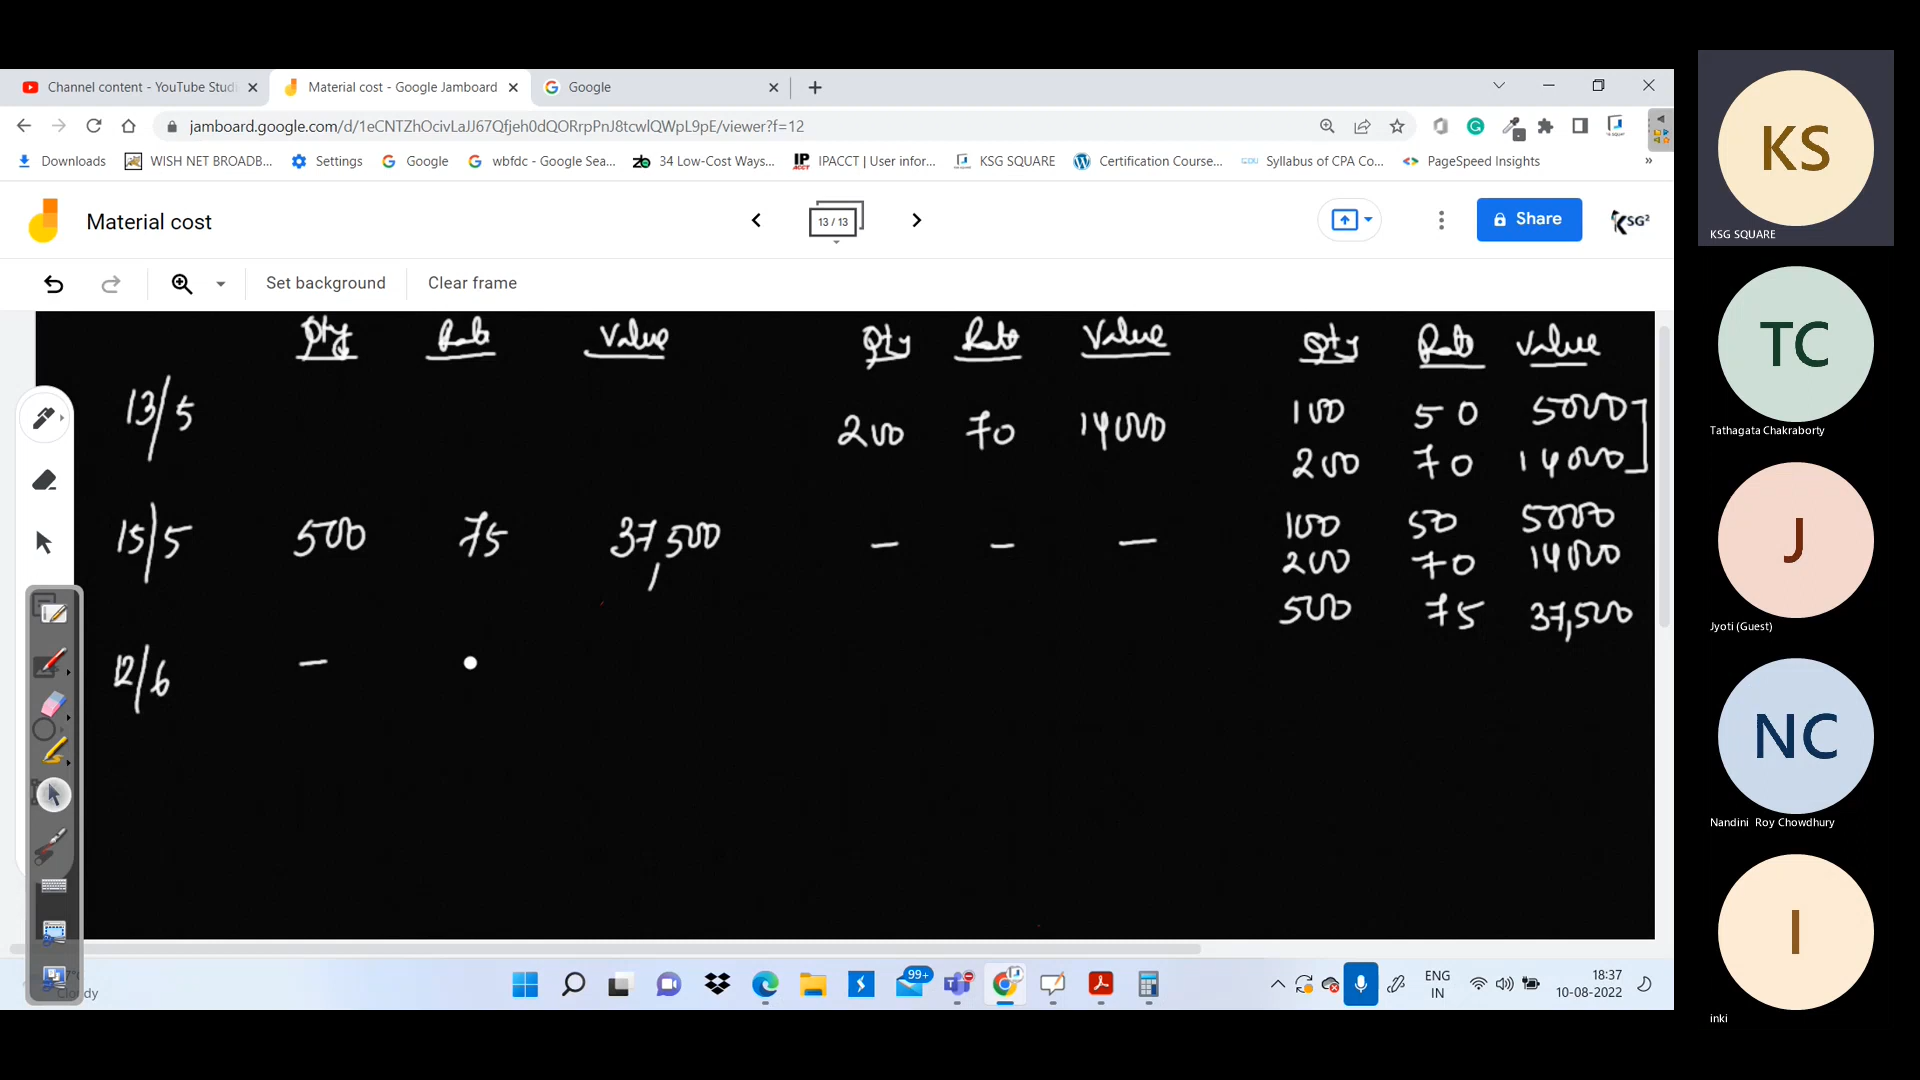 Channel content - YouTube Studi
Material cost - Google Jamboard
Google
jamboard.google.com/d/1eCNTZhOcivLaJJ67Qfjeh0dQORrpPnJ8tcwlQWpL9pE/viewer?f=12
Downloads
WISH NET BROADB...
Settings
Google
wbfdc - Google Sea...
34 Low-Cost Ways...
IPACCT | User infor...
KSG SQUARE
Certification Course...
Syllabus of CPA Co...
PageSpeed Insights
»
Material cost
13 / 13
Share
KSG²
Set background
Clear frame
Qty Rate Value Qty Rate Value Qty Rate Value
13/5 200 70 14000 100 50 5000
200 70 14000
15/5 500 75 37,500 — — — 100 50 5000
200 70 14000
500 75 37,500
12/6 —
KS
KSG SQUARE
TC
Tathagata Chakraborty
J
Jyoti (Guest)
NC
Nandini Roy Chowdhury
I
inki
99+
ENG
IN
18:37
10-08-2022